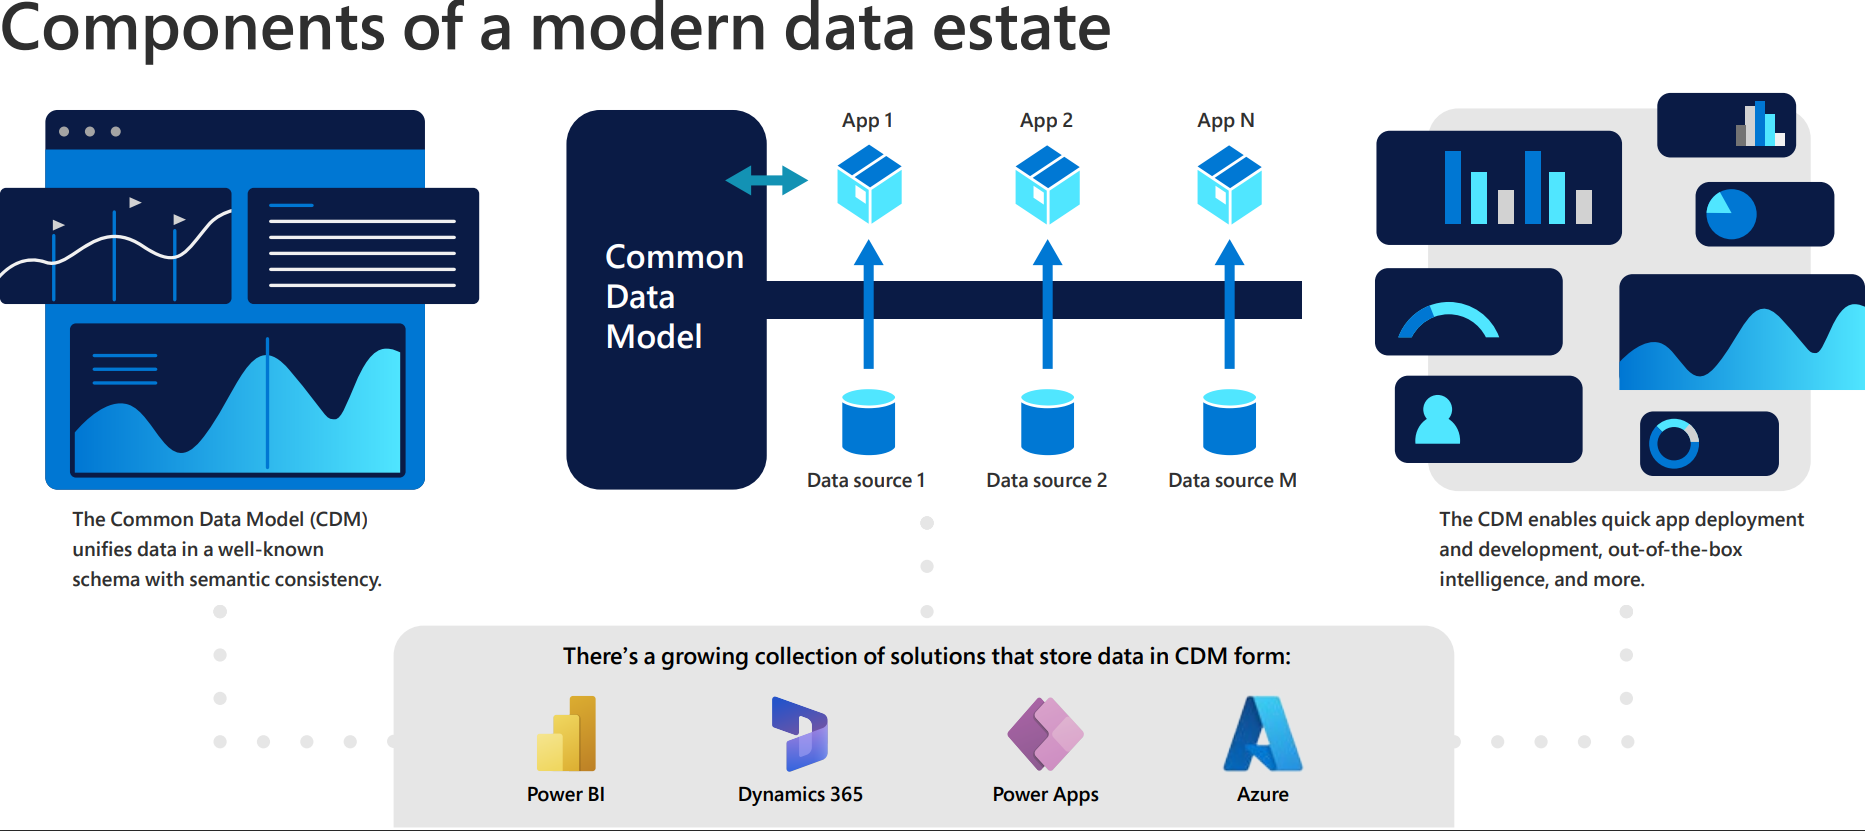 Components of a modern data estate
App 1
App 2
App N
Common
Data
Model
Data source 1
Data source 2
Data source M
The Common Data Model (CDM)
unifies data in a well-known
schema with semantic consistency.
The CDM enables quick app deployment
and development, out-of-the-box
intelligence, and more.
There’s a growing collection of solutions that store data in CDM form:
Power BI
Dynamics 365
Power Apps
Azure